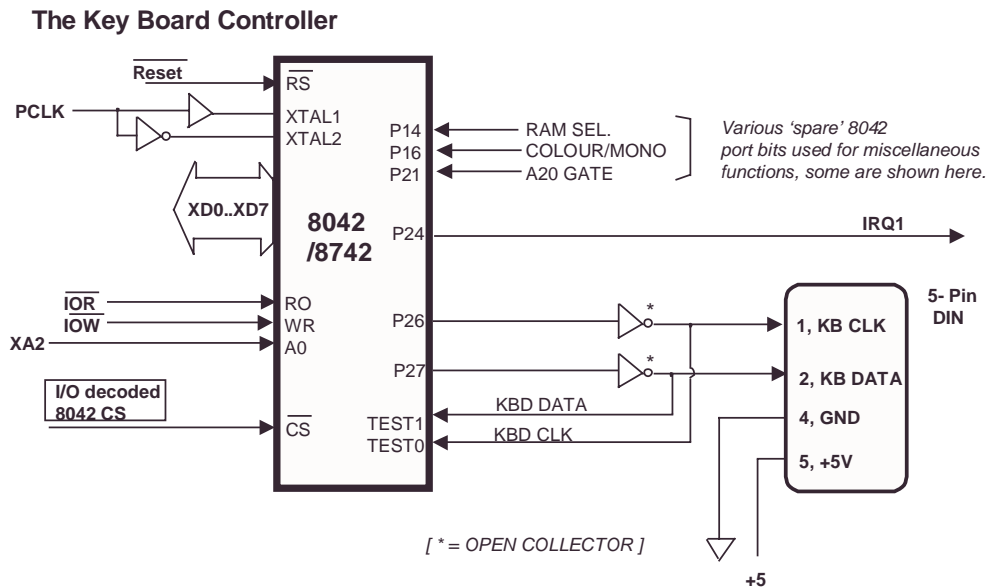 The Key Board Controller
Reset
PCLK
RS
XTAL1
XTAL2
XD0..XD7
8042
/8742
P14
P16
P21
RAM SEL.
COLOUR/MONO
A20 GATE
Various ‘spare’ 8042
port bits used for miscellaneous
functions, some are shown here.
P24
IRQ1
IOR
IOW
XA2
RO
WR
A0
P26
P27
*
*
5- Pin
DIN
1, KB CLK
2, KB DATA
4, GND
5, +5V
I/O decoded
8042 CS
CS
TEST1
TEST0
KBD DATA
KBD CLK
[ * = OPEN COLLECTOR ]
+5